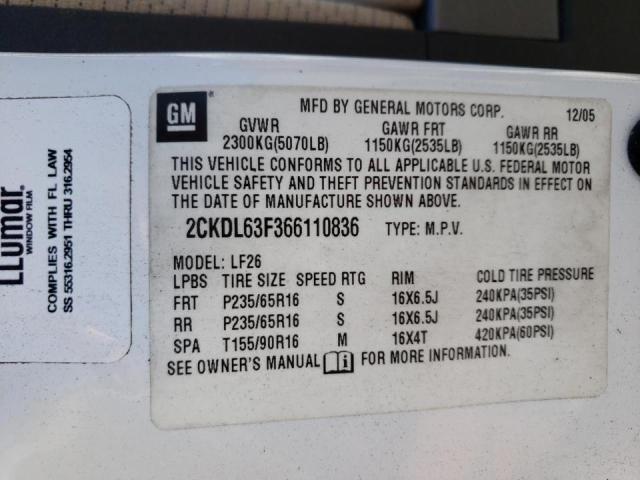 GM ®
MFD BY GENERAL MOTORS CORP. 12/05
GVWR GAWR FRT GAWR RR
2300KG(5070LB) 1150KG(2535LB) 1150KG(2535LB)
THIS VEHICLE CONFORMS TO ALL APPLICABLE U.S. FEDERAL MOTOR
VEHICLE SAFETY AND THEFT PREVENTION STANDARDS IN EFFECT ON
THE DATE OF MANUFACTURE SHOWN ABOVE.
2CKDL63F366110836 TYPE: M.P.V.
MODEL: LF26
LPBS TIRE SIZE SPEED RTG RIM COLD TIRE PRESSURE
FRT P235/65R16 S 16X6.5J 240KPA(35PSI)
RR P235/65R16 S 16X6.5J 240KPA(35PSI)
SPA T155/90R16 M 16X4T 420KPA(60PSI)
SEE OWNER'S MANUAL i FOR MORE INFORMATION.
LLumar
WINDOW FILM
COMPLIES WITH FL LAW
SS 55316.2951 THRU 316.2954